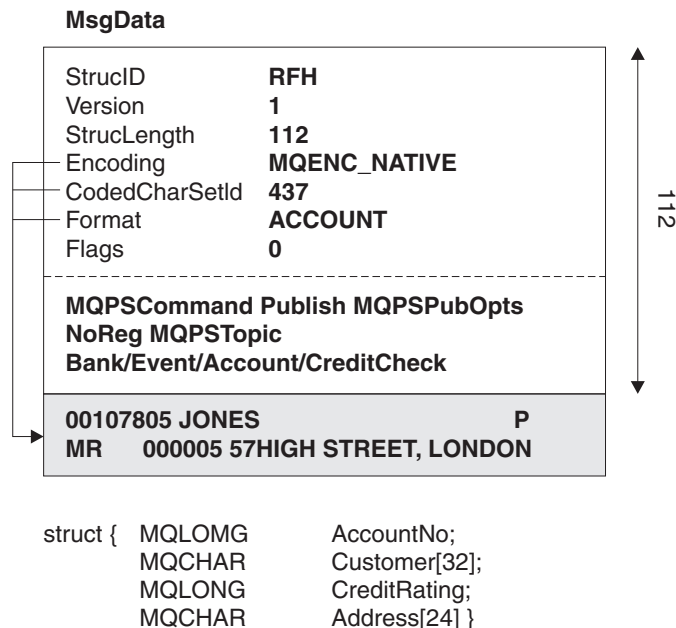 MsgData
StrucID RFH
Version 1
StrucLength 112
Encoding MQENC_NATIVE
CodedCharSetId 437
Format ACCOUNT
Flags 0
MQPSCommand Publish MQPSPubOpts
NoReg MQPSTopic
Bank/Event/Account/CreditCheck
112
00107805 JONES P
MR 000005 57HIGH STREET, LONDON
struct { MQLOMG AccountNo;
MQCHAR Customer[32];
MQLONG CreditRating;
MQCHAR Address[24] }